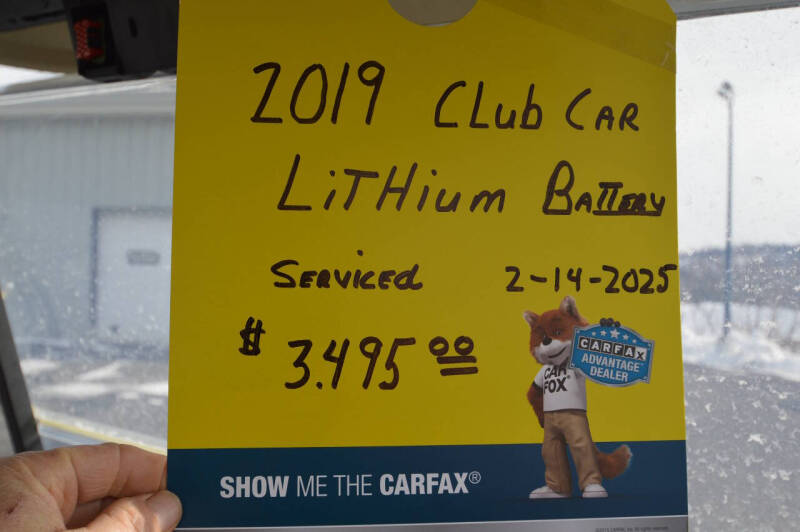 2019 Club Car
Lithium Battery
Serviced 2-14-2025
$ 3.495 00
CARFAX
ADVANTAGE
DEALER
CAR
FOX
SHOW ME THE CARFAX®